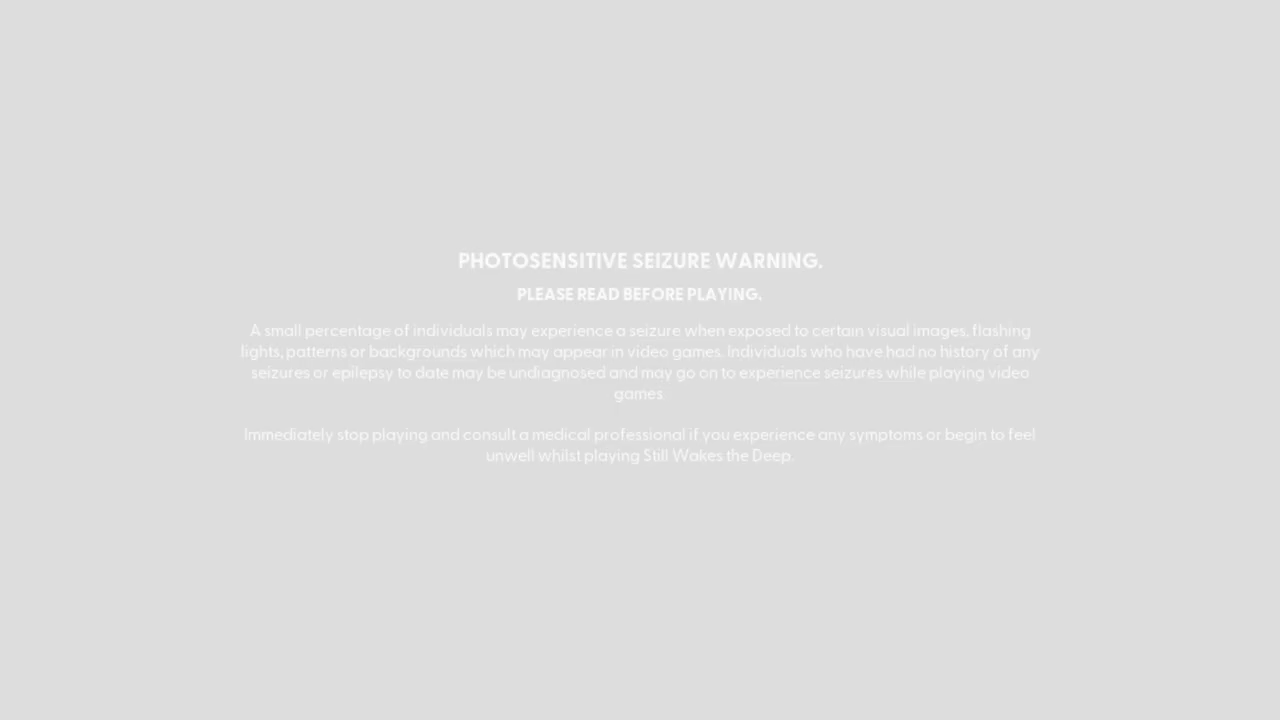 PHOTOSENSITIVE SEIZURE WARNING.
PLEASE READ BEFORE PLAYING.
A small percentage of individuals may experience a seizure when exposed to certain visual images, flashing
lights, patterns or backgrounds which may appear in video games. Individuals who have had no history of any
seizures or epilepsy to date may be undiagnosed and may go on to experience seizures while playing video
games.
Immediately stop playing and consult a medical professional if you experience any symptoms or begin to feel
unwell whilst playing Still Wakes the Deep.